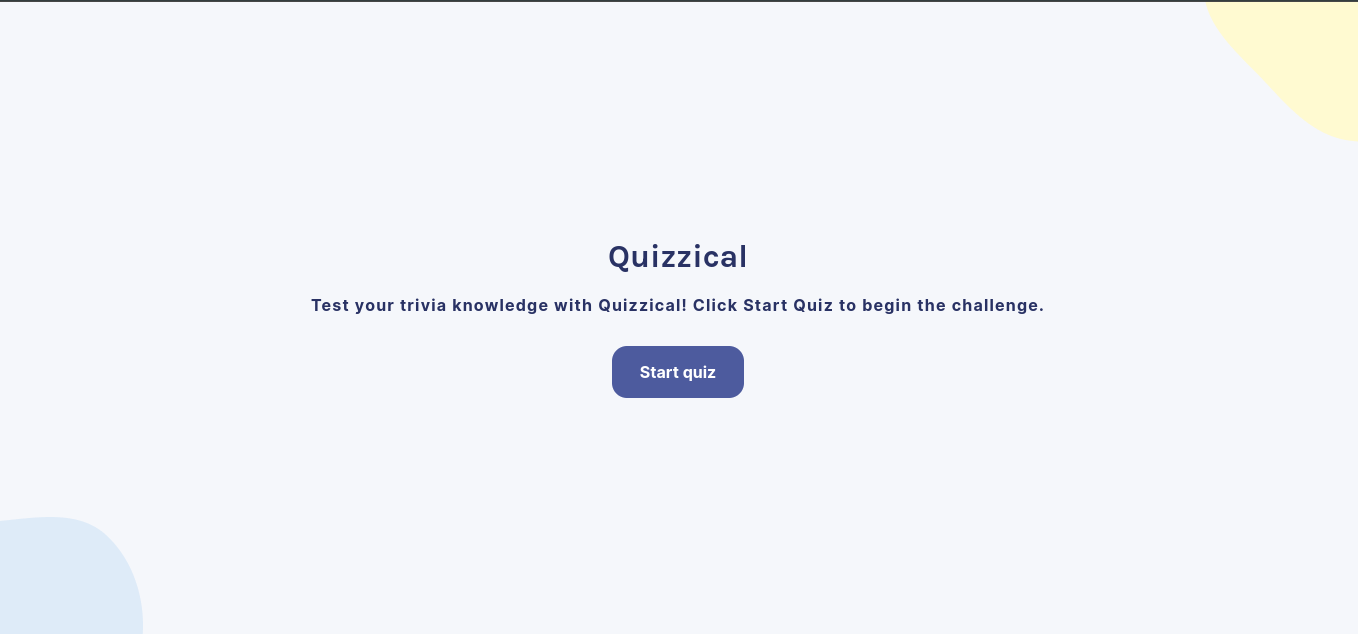 Quizzical
Test your trivia knowledge with Quizzical! Click Start Quiz to begin the challenge.
Start quiz